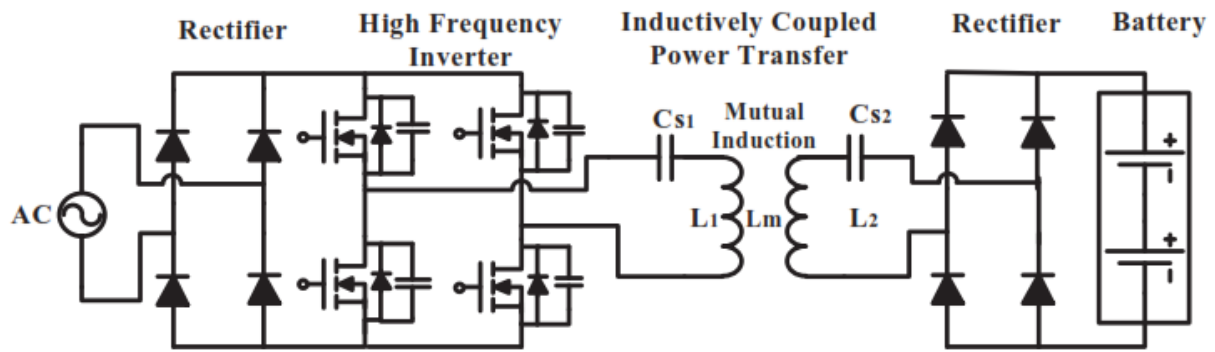 Rectifier
High Frequency
Inverter
Inductively Coupled
Power Transfer
Rectifier
Battery
Cs1
Mutual
Induction
Cs2
AC
L1
Lm
L2
+
-
+
-